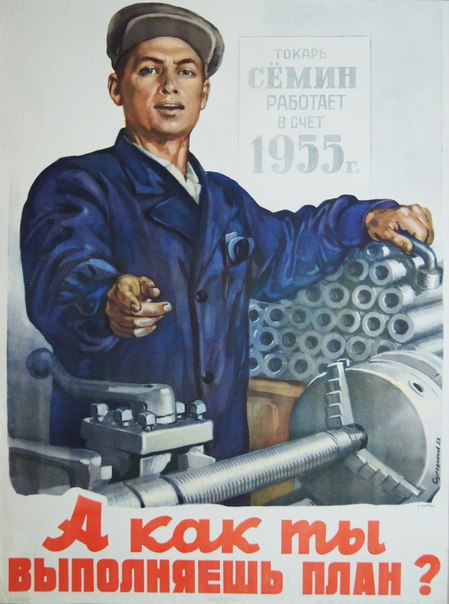 ТОКАРЬ
СЁМИН
РАБОТАЕТ
В СЧЕТ
1955 г.
А как ты
ВЫПОЛНЯЕШЬ ПЛАН?